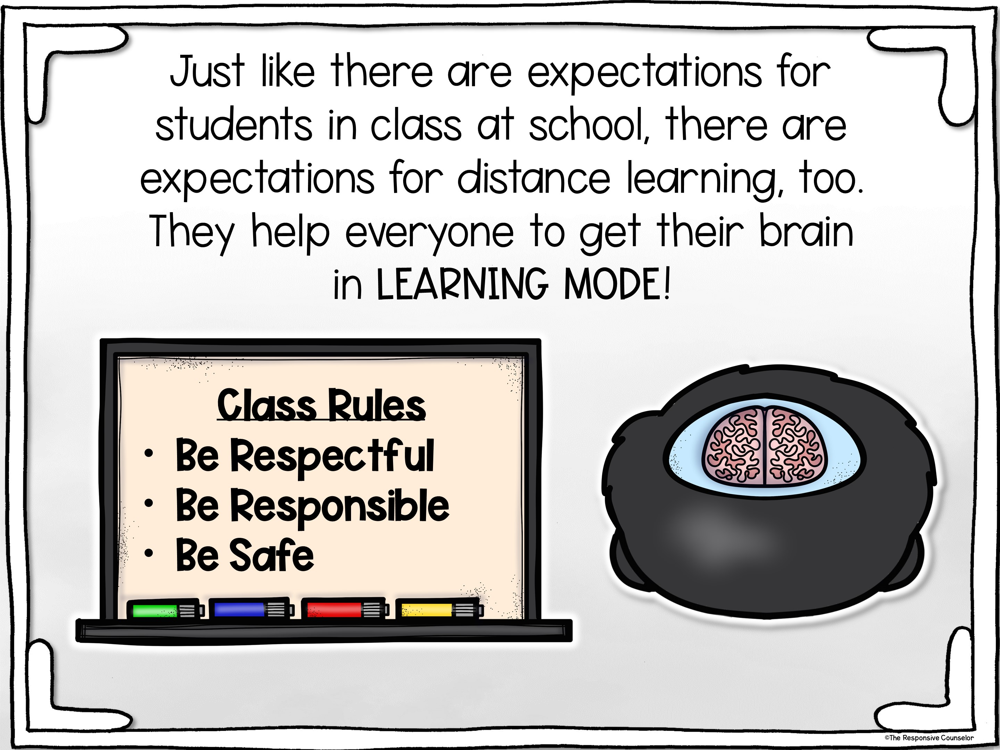 Just like there are expectations for
students in class at school, there are
expectations for distance learning, too.
They help everyone to get their brain
in LEARNING MODE!
Class Rules
• Be Respectful
• Be Responsible
• Be Safe
©The Responsive Counselor